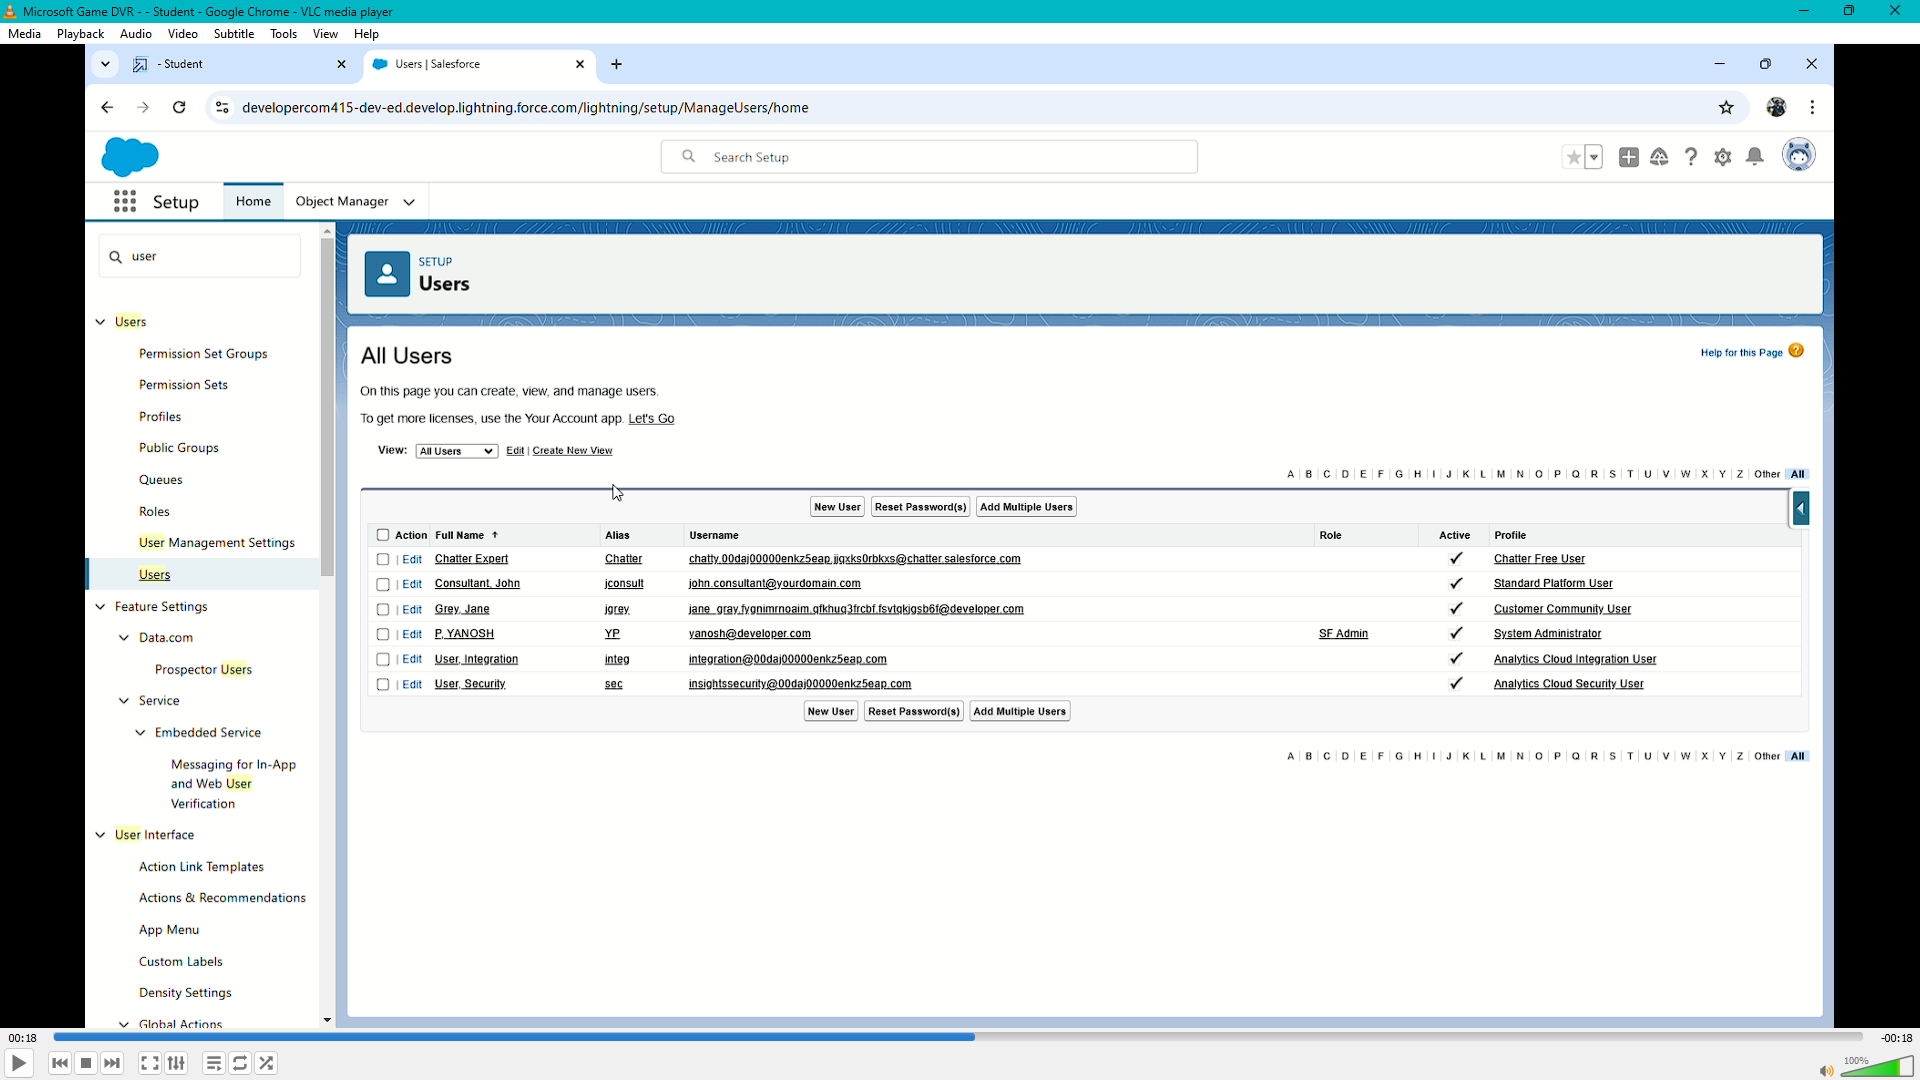 Microsoft Game DVR - - Student - Google Chrome - VLC media player
Media Playback Audio Video Subtitle Tools View Help
- Student
Users | Salesforce
developercom415-dev-ed.develop.lightning.force.com/lightning/setup/ManageUsers/home
Search Setup
Setup Home Object Manager
user
SETUP
Users
Users
Permission Set Groups
Permission Sets
Profiles
Public Groups
Queues
Roles
User Management Settings
Users
Feature Settings
Data.com
Prospector Users
Service
Embedded Service
Messaging for In-App
and Web User
Verification
User Interface
Action Link Templates
Actions & Recommendations
App Menu
Custom Labels
Density Settings
Global Actions
All Users
Help for this Page
On this page you can create, view, and manage users.
To get more licenses, use the Your Account app. Let's Go
View: All Users Edit | Create New View
A | B | C | D | E | F | G | H | I | J | K | L | M | N | O | P | Q | R | S | T | U | V | W | X | Y | Z | Other All
New User Reset Password(s) Add Multiple Users
Action Full Name Alias Username Role Active Profile
| Edit Chatter Expert Chatter chatty.00daj00000enkz5eap.jjqxks0rbkxs@chatter.salesforce.com Chatter Free User
| Edit Consultant, John jconsult john.consultant@yourdomain.com Standard Platform User
| Edit Grey, Jane jgrey jane_gray.fygnimrnoaim.qfkhuq3frcbf.fsvtqkjgsb6f@developer.com Customer Community User
| Edit P, YANOSH YP yanosh@developer.com SF Admin System Administrator
| Edit User, Integration integ integration@00daj00000enkz5eap.com Analytics Cloud Integration User
| Edit User, Security sec insightssecurity@00daj00000enkz5eap.com Analytics Cloud Security User
New User Reset Password(s) Add Multiple Users
A | B | C | D | E | F | G | H | I | J | K | L | M | N | O | P | Q | R | S | T | U | V | W | X | Y | Z | Other All
00:18
-00:18
100%